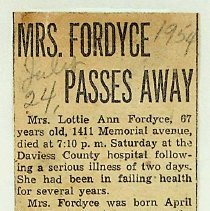 MRS. FORDYCE 1954
July PASSES AWAY
24,
Mrs. Lottie Ann Fordyce, 67
years old, 1411 Memorial avenue,
died at 7:10 p. m. Saturday at the
Daviess County hospital follow-
ing a serious illness of two days.
She had been in failing health
for several years.
Mrs. Fordyce was born April